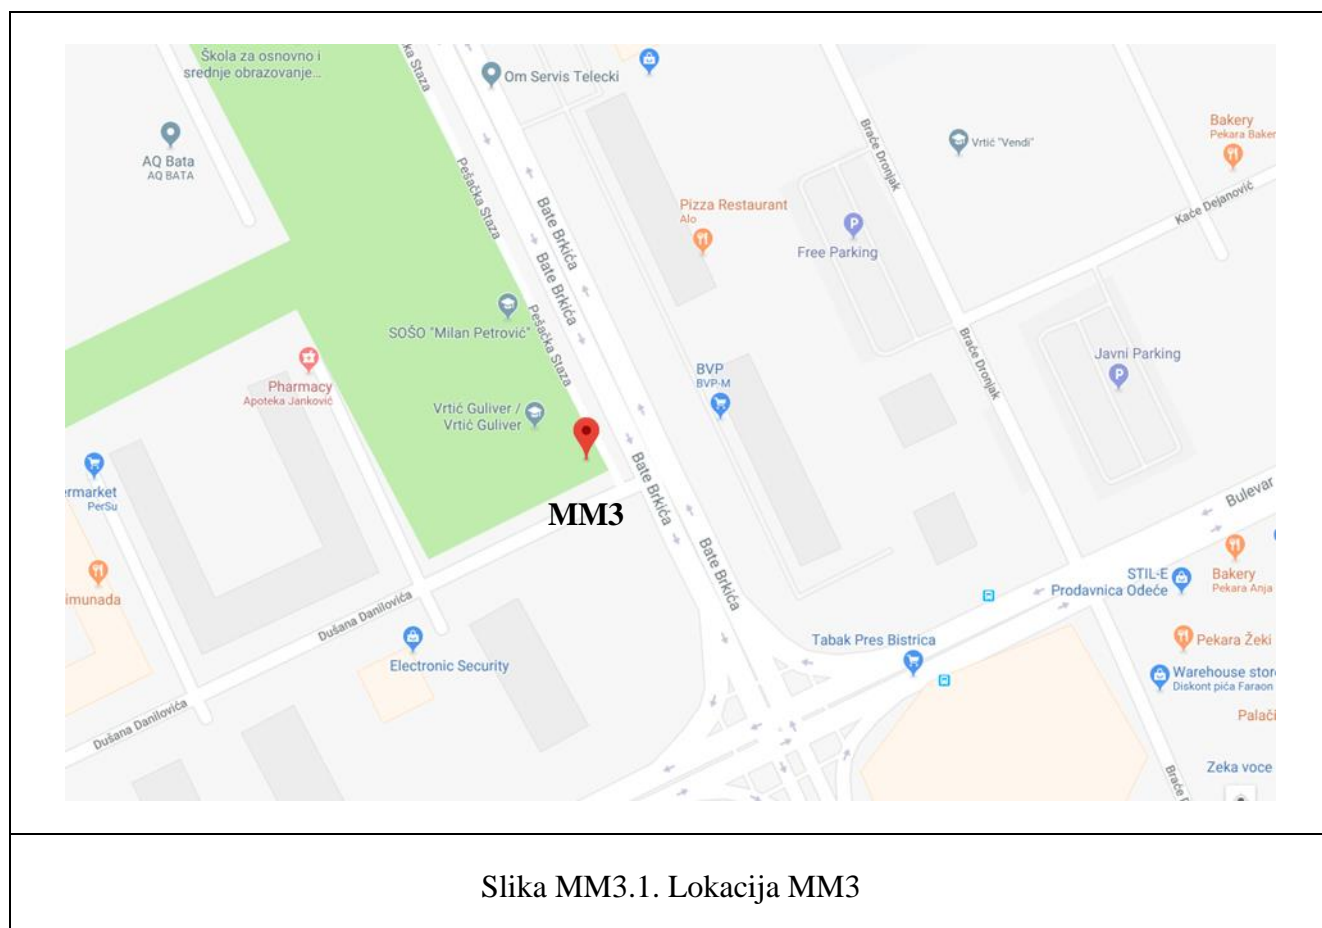 Škola za osnovno i
srednje obrazovanje...
ka Staza
Om Servis Telecki
AQ Bata
AQ BATA
Pešačka Staza
Bate Brkića
Bate Brkića
Braće Dronjak
Vrtić "Vendi"
Bakery
Pekara Baker
Kaće Dejanović
Pizza Restaurant
Alo
Free Parking
SOŠO "Milan Petrović"
Pešačka Staza
Pharmacy
Apoteka Janković
Vrtić Guliver /
Vrtić Guliver
BVP
BVP-M
Braće Dronjak
Javni Parking
ermarket
PerSu
MM3
Bate Brkića
Bate Brkića
Bulevar
imunada
Dušana Danilovića
Electronic Security
STIL-E
Prodavnica Odeće
Bakery
Pekara Anja
Tabak Pres Bistrica
Pekara Žeki
Warehouse stor
Diskont pića Faraon
Dušana Danilovića
Palači
Zeka voce
Braće D
Slika MM3.1. Lokacija MM3